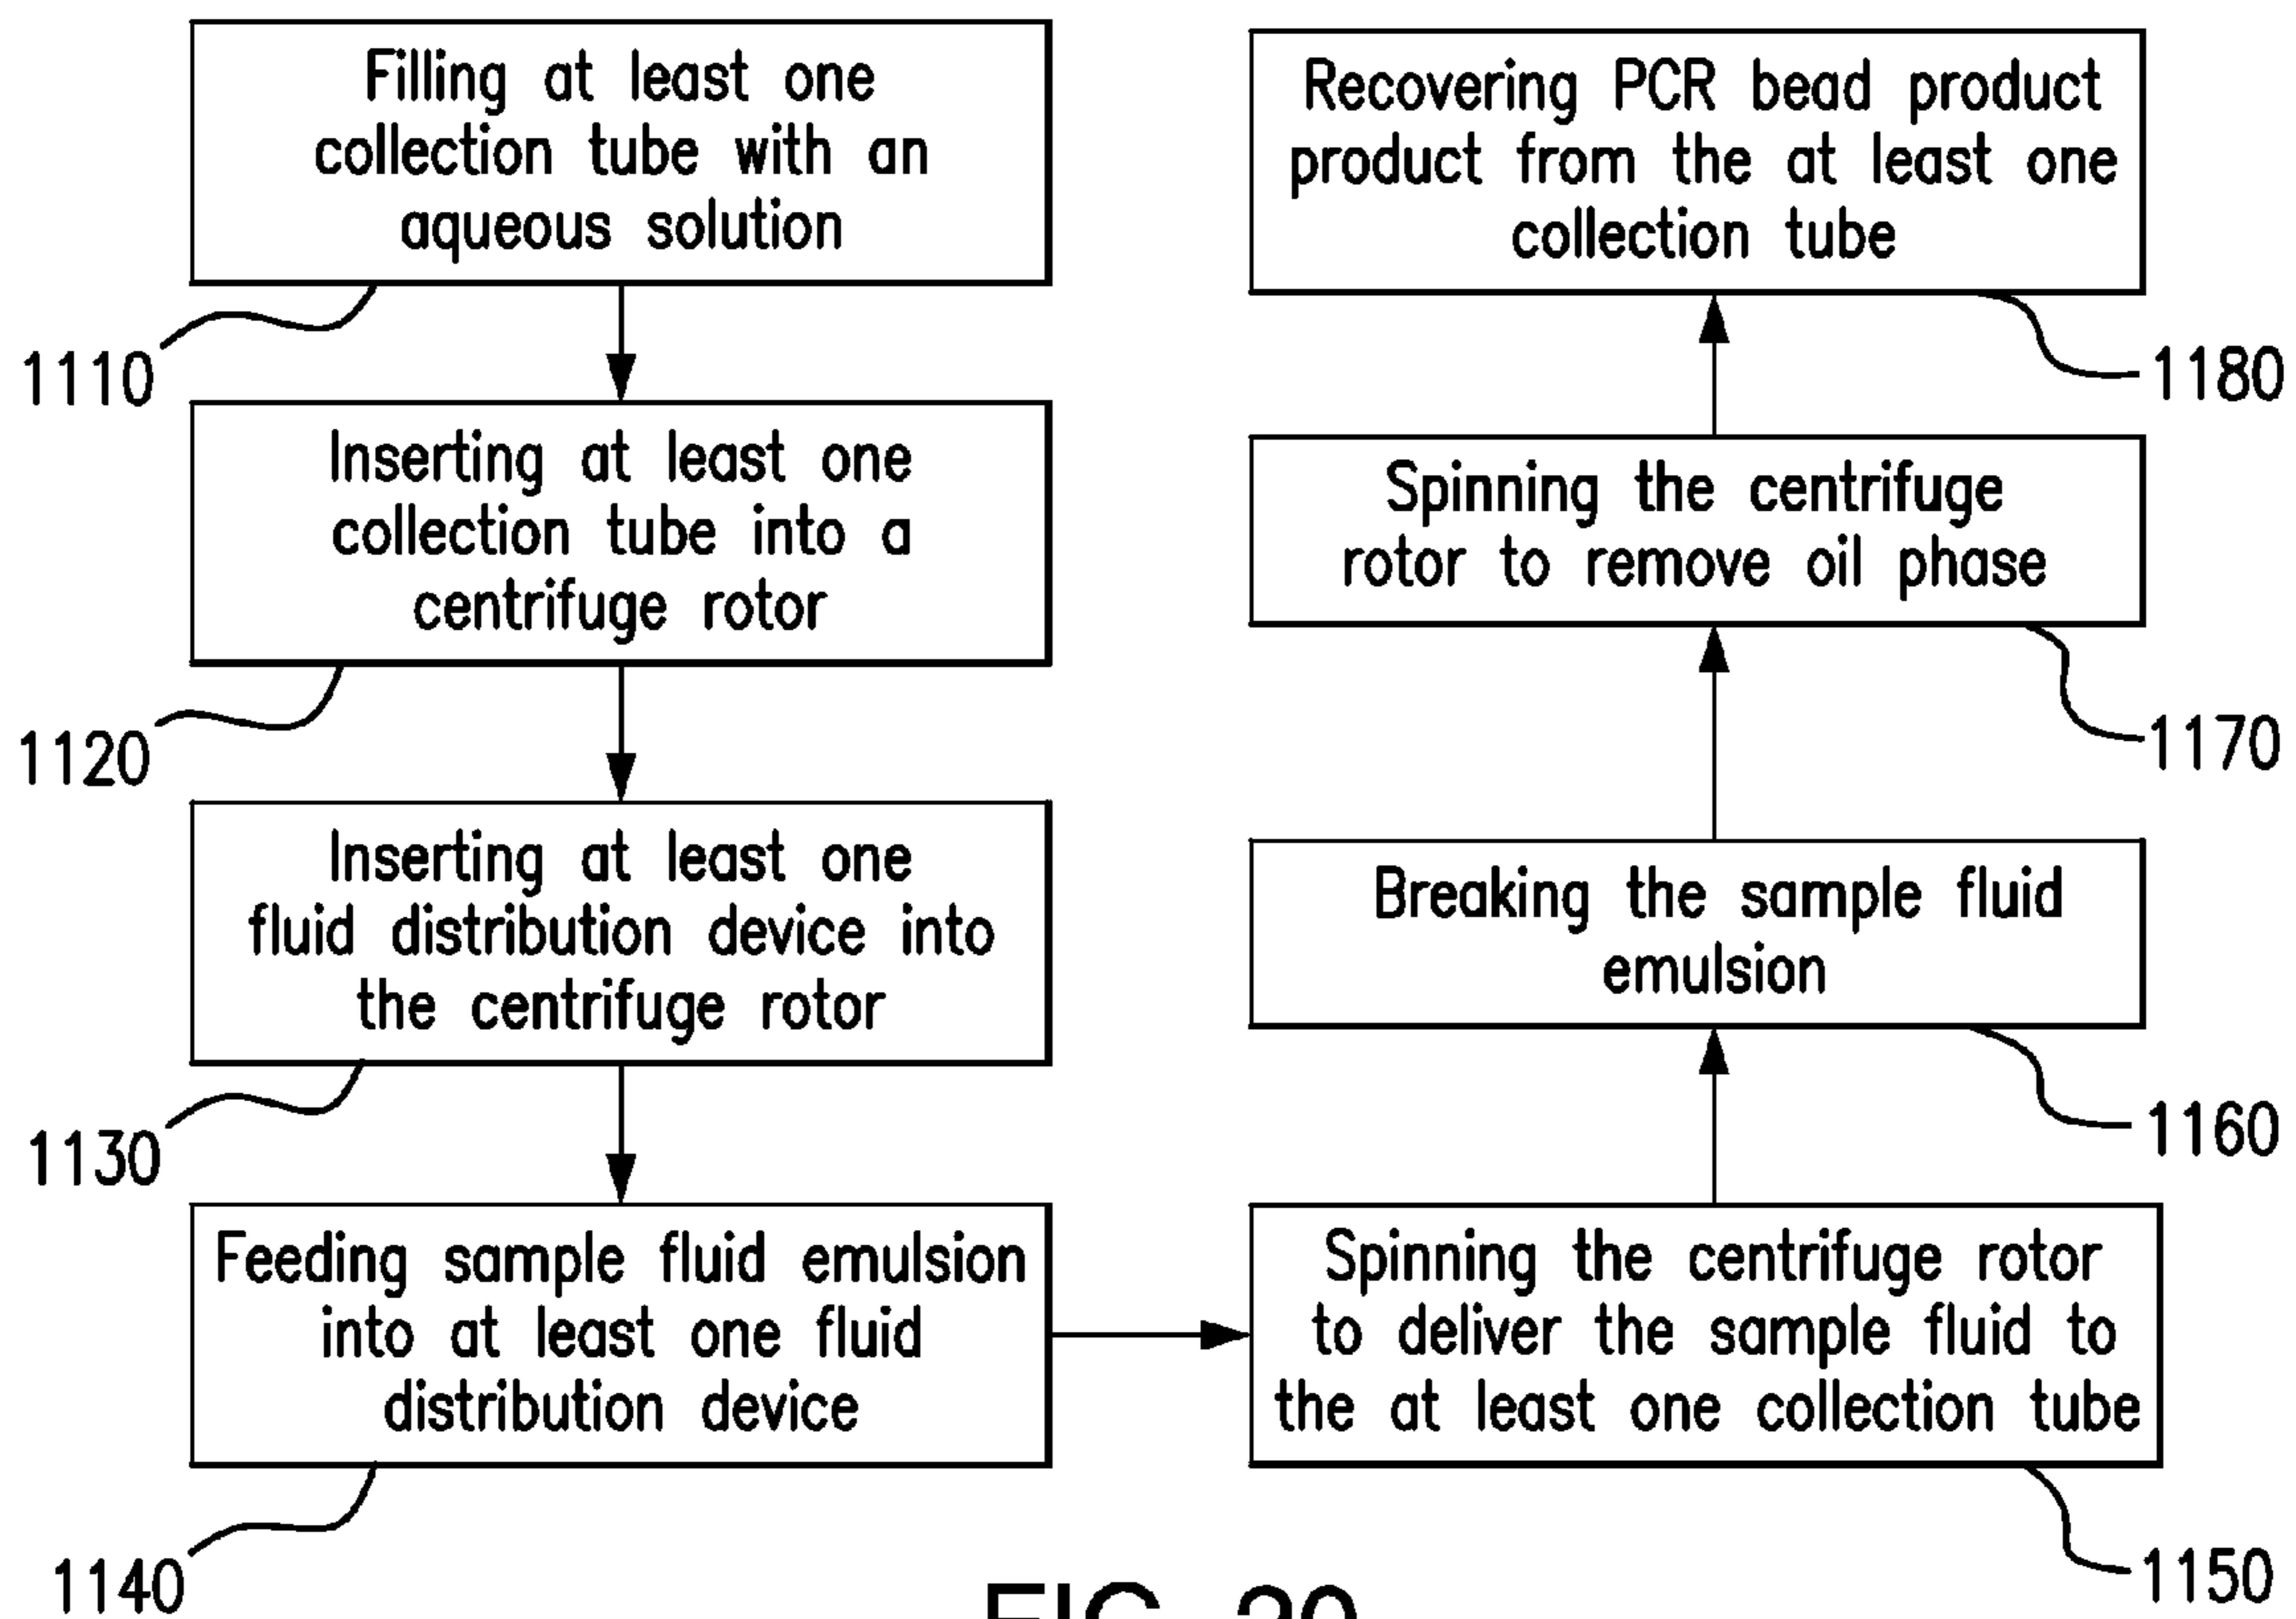 Filling at least one
collection tube with an
aqueous solution
1110
Inserting at least one
collection tube into a
centrifuge rotor
1120
Inserting at least one
fluid distribution device into
the centrifuge rotor
1130
Feeding sample fluid emulsion
into at least one fluid
distribution device
1140
Spinning the centrifuge rotor
to deliver the sample fluid to
the at least one collection tube
1150
Breaking the sample fluid
emulsion
1160
Spinning the centrifuge
rotor to remove oil phase
1170
Recovering PCR bead product
product from the at least one
collection tube
1180
FIG. 20